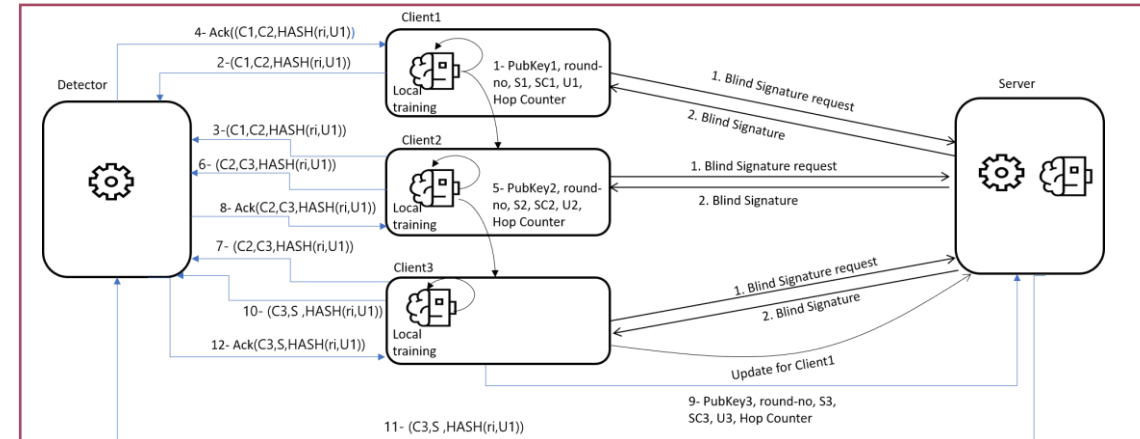 Client1
4- Ack((C1,C2,HASH(ri,U1))
2-(C1,C2,HASH(ri,U1))
Detector
1- PubKey1, round-
no, S1, SC1, U1,
Hop Counter
Local
training
1. Blind Signature request
2. Blind Signature
Server
3-(C1,C2,HASH(ri,U1))
Client2
6- (C2,C3,HASH(ri,U1))
8- Ack(C2,C3,HASH(ri,U1))
5- PubKey2, round-
no, S2, SC2, U2,
Hop Counter
Local
training
1. Blind Signature request
2. Blind Signature
7- (C2,C3,HASH(ri,U1))
Client3
10- (C3,S ,HASH(ri,U1))
12- Ack(C3,S,HASH(ri,U1))
Local
training
1. Blind Signature request
2. Blind Signature
Update for Client1
9- PubKey3, round-no, S3,
SC3, U3, Hop Counter
11- (C3,S ,HASH(ri,U1))